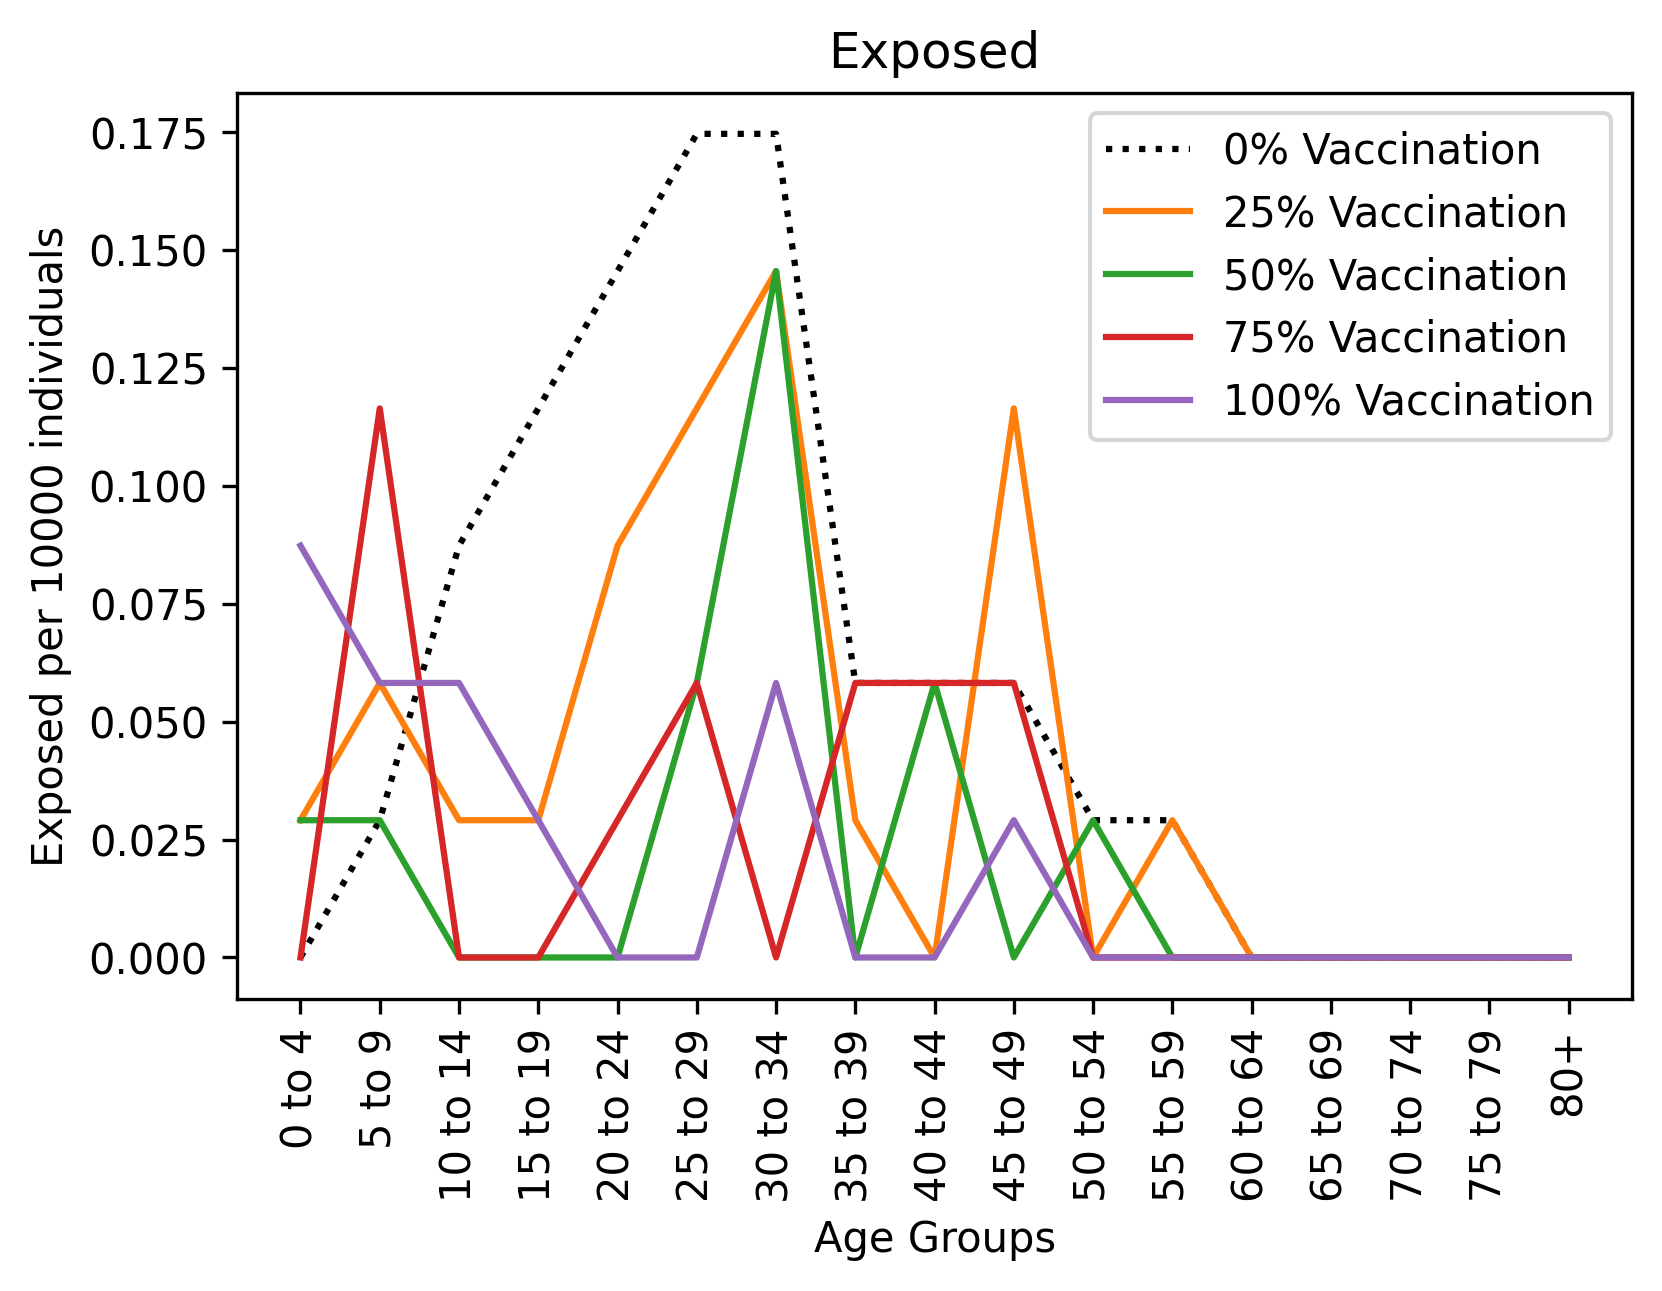 Exposed
0% Vaccination
25% Vaccination
50% Vaccination
75% Vaccination
100% Vaccination
Exposed per 10000 individuals
0.175
0.150
0.125
0.100
0.075
0.050
0.025
0.000
0 to 4
5 to 9
10 to 14
15 to 19
20 to 24
25 to 29
30 to 34
35 to 39
40 to 44
45 to 49
50 to 54
55 to 59
60 to 64
65 to 69
70 to 74
75 to 79
80+
Age Groups